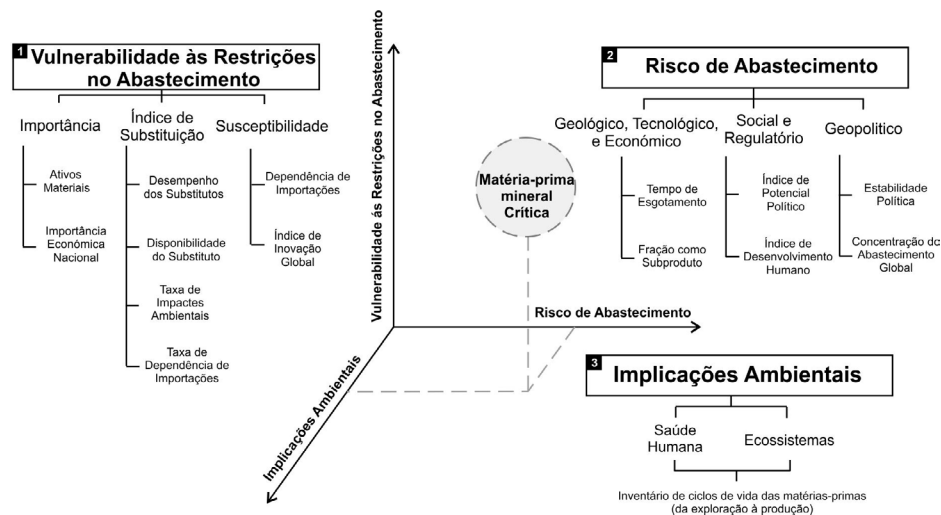 1
Vulnerabilidade às Restrições
no Abastecimento
Importância
Ativos
Materiais
Importância
Económica
Nacional
Índice de
Substituição
Desempenho
dos Substitutos
Disponibilidade
do Substituto
Taxa de
Impactes
Ambientais
Taxa de
Dependência de
Importações
Susceptibilidade
Dependência de
Importações
Índice de
Inovação
Global
Vulnerabilidade ás Restrições no Abastecimento
Matéria-prima
mineral
Crítica
Risco de Abastecimento
Implicações Ambientais
2
Risco de Abastecimento
Geológico, Tecnológico,
e Económico
Tempo de
Esgotamento
Fração como
Subproduto
Social e
Regulatório
Índice de
Potencial
Político
Índice de
Desenvolvimento
Humano
Geopolitico
Estabilidade
Política
Concentração do
Abastecimento
Global
3
Implicações Ambientais
Saúde
Humana
Ecossistemas
Inventário de ciclos de vida das matérias-primas
(da exploração à produção)